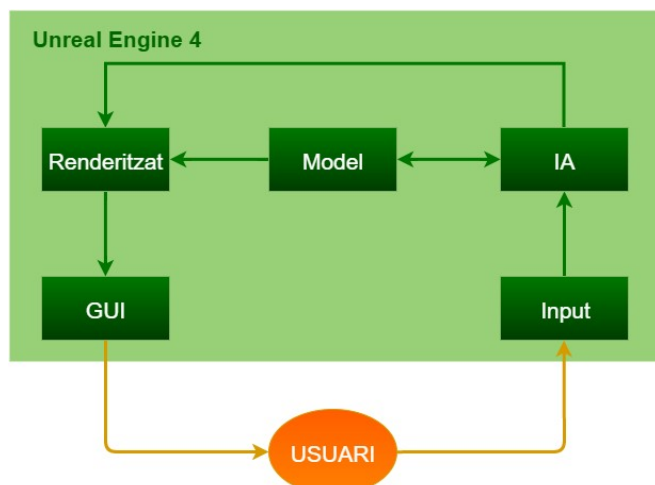 Unreal Engine 4
Renderitzat
Model
IA
GUI
Input
USUARI